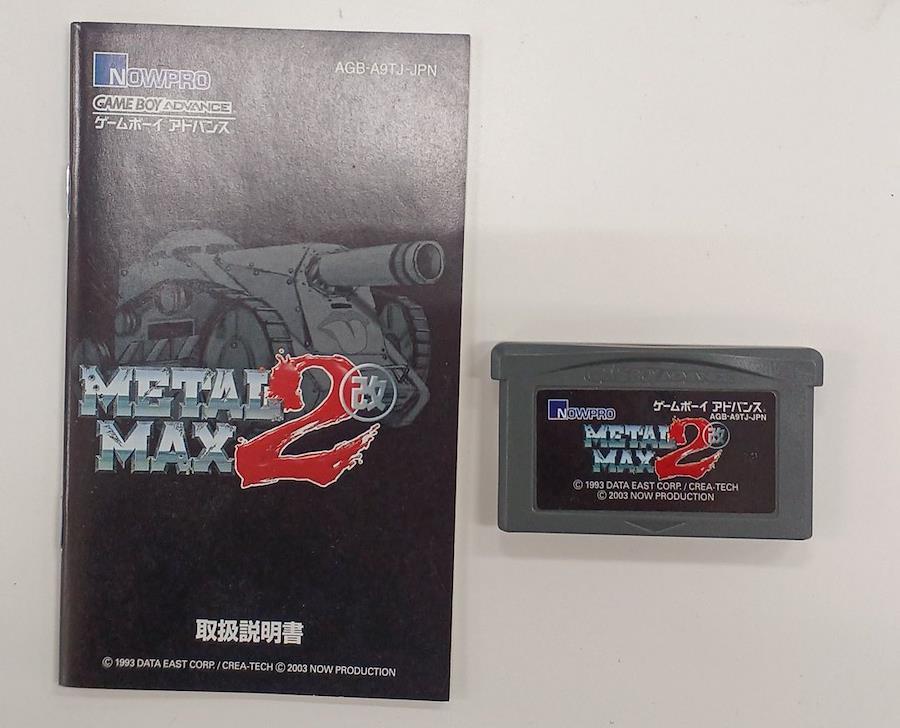 NOWPRO
AGB-A9TJ-JPN
GAME BOY ADVANCE
ゲームボーイ アドバンス
METAL
MAX 2 改
取扱説明書
© 1993 DATA EAST CORP. / CREA-TECH © 2003 NOW PRODUCTION
NOWPRO
ゲームボーイ アドバンス
AGB-A9TJ-JPN
METAL
MAX 2 改
© 1993 DATA EAST CORP. / CREA-TECH
© 2003 NOW PRODUCTION